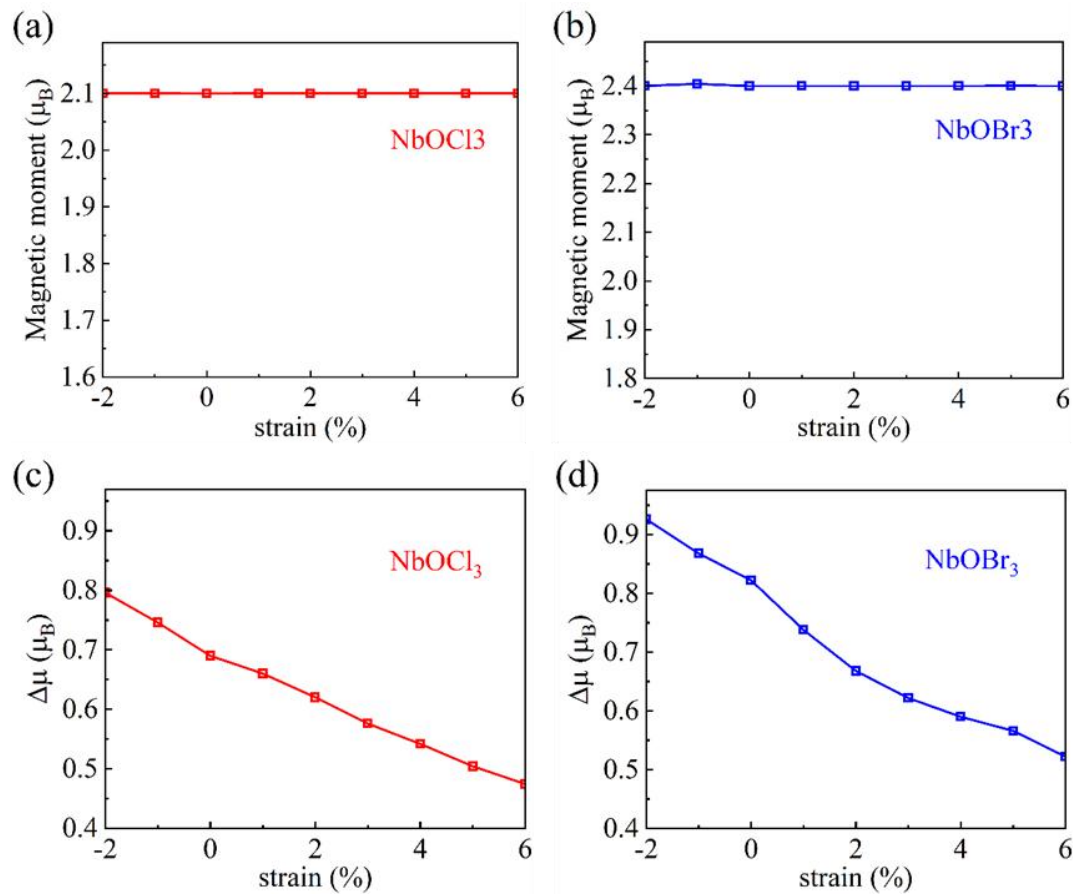 (a)
Magnetic moment (μB)
2.1
2.0
1.9
1.8
1.7
1.6
NbOCl3
-2 0 2 4 6
strain (%)
(b)
Magnetic moment (μB)
2.4
2.3
2.2
2.1
2.0
1.9
1.8
NbOBr3
-2 0 2 4 6
strain (%)
(c)
Δμ (μB)
0.9
0.8
0.7
0.6
0.5
0.4
NbOCl₃
-2 0 2 4 6
strain (%)
(d)
Δμ (μB)
0.9
0.8
0.7
0.6
0.5
0.4
NbOBr₃
-2 0 2 4 6
strain (%)